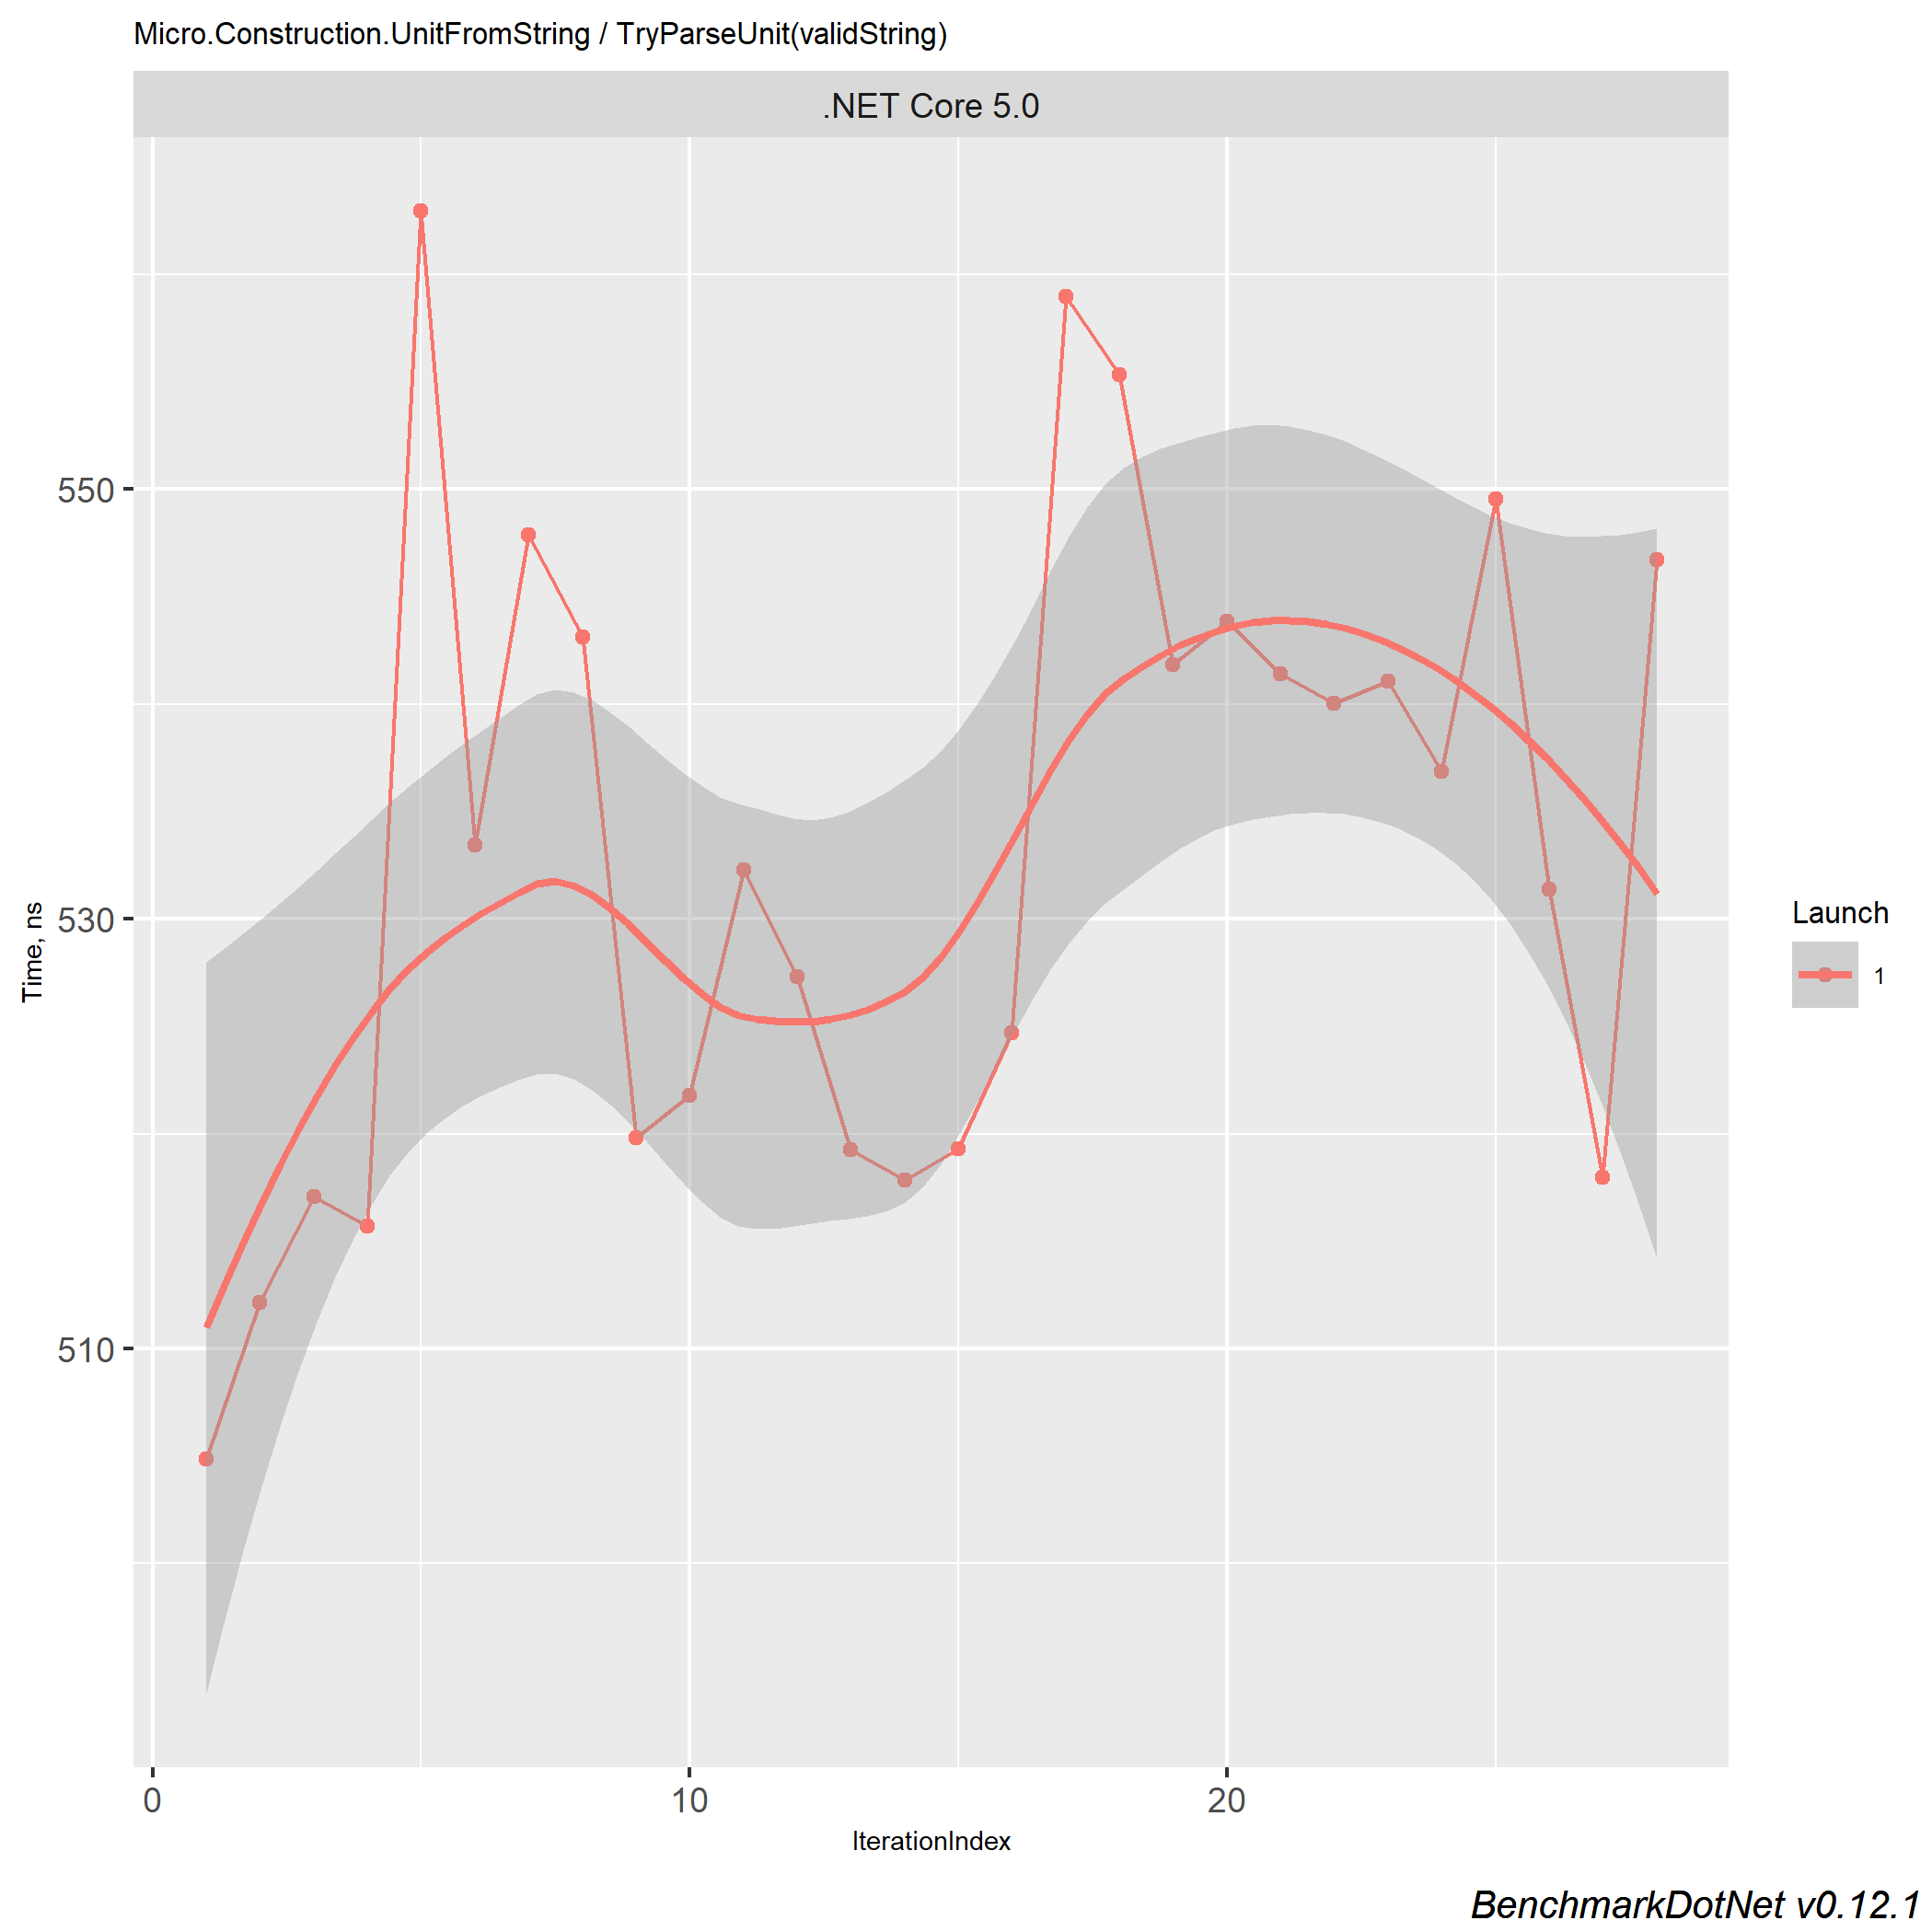 Micro.Construction.UnitFromString / TryParseUnit(validString)
.NET Core 5.0
550
530
510
Time, ns
0
10
20
IterationIndex
Launch
1
BenchmarkDotNet v0.12.1